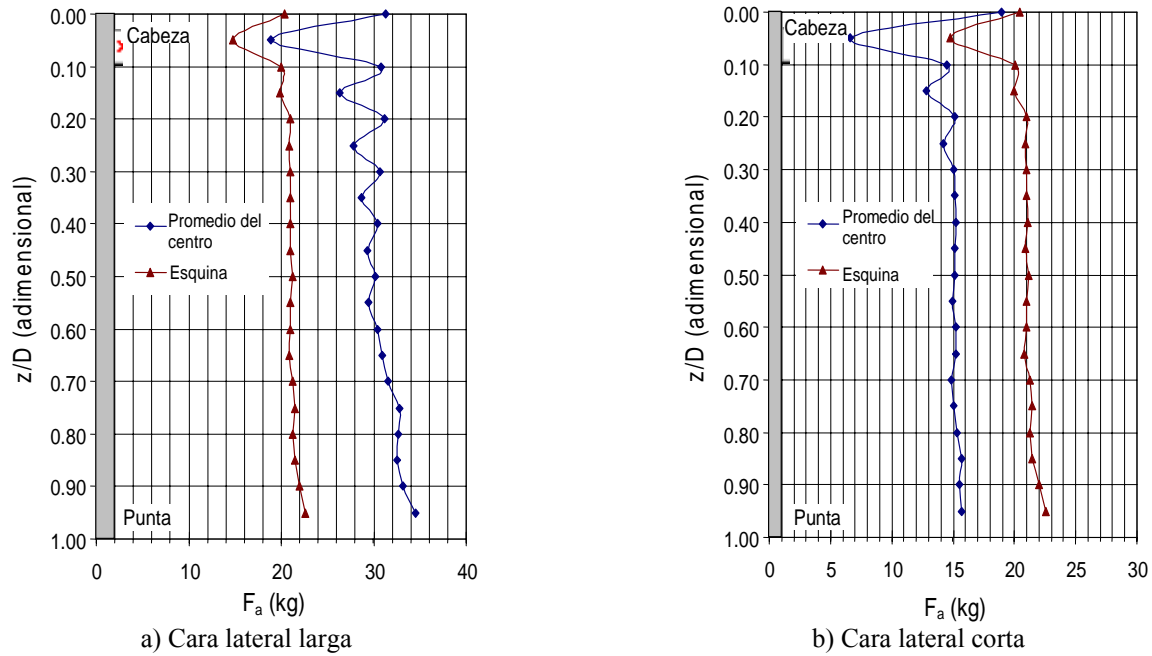 0.00
0.10
0.20
0.30
0.40
0.50
0.60
0.70
0.80
0.90
1.00
z/D (adimensional)
Cabeza
Promedio del
centro
Esquina
Punta
0 10 20 30 40
Fa (kg)
a) Cara lateral larga
0.00
0.10
0.20
0.30
0.40
0.50
0.60
0.70
0.80
0.90
1.00
z/D (adimensional)
Cabeza
Promedio del
centro
Esquina
Punta
0 5 10 15 20 25 30
Fa (kg)
b) Cara lateral corta